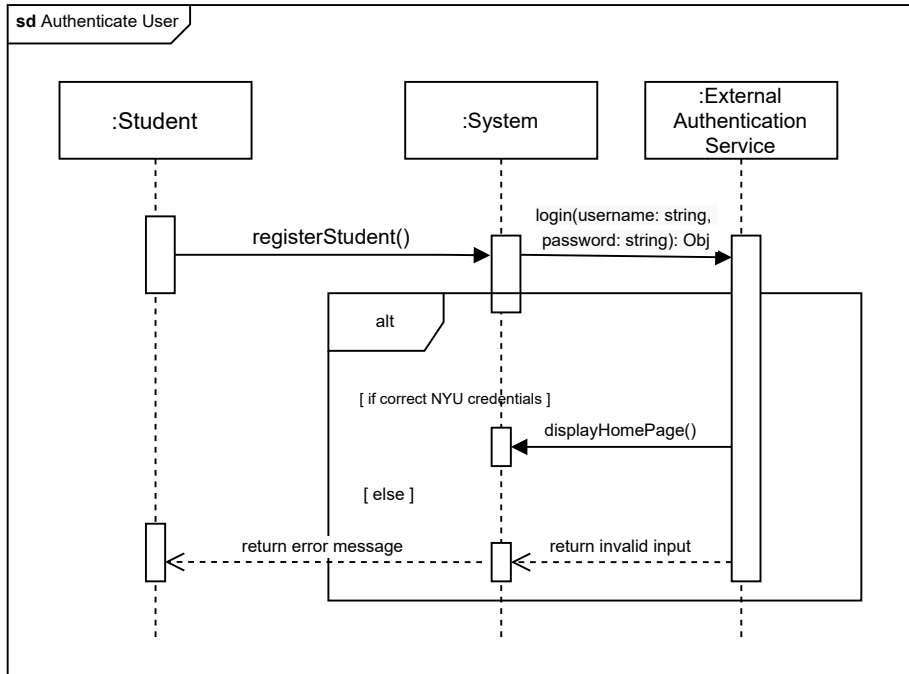 sd Authenticate User
:Student
:System
:External
Authentication
Service
registerStudent()
login(username: string,
password: string): Obj
alt
[ if correct NYU credentials ]
displayHomePage()
[ else ]
return error message
return invalid input